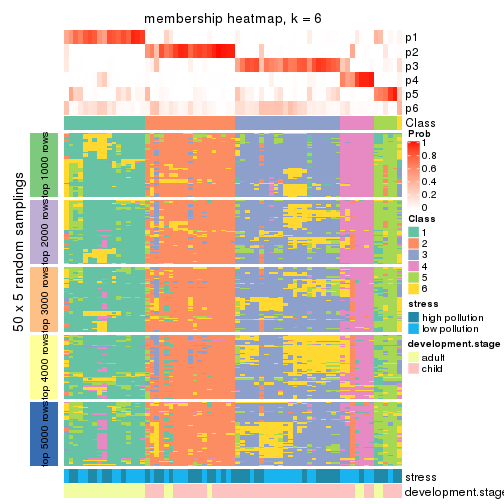 membership heatmap, k = 6
p1
p2
p3
p4
p5
p6
Class
50 x 5 random samplings
top 1000 rows
top 2000 rows
top 3000 rows
top 4000 rows
top 5000 rows
stress
development.stage
Prob
1
0.8
0.6
0.4
0.2
0
Class
1
2
3
4
5
6
stress
high pollution
low pollution
development.stage
adult
child